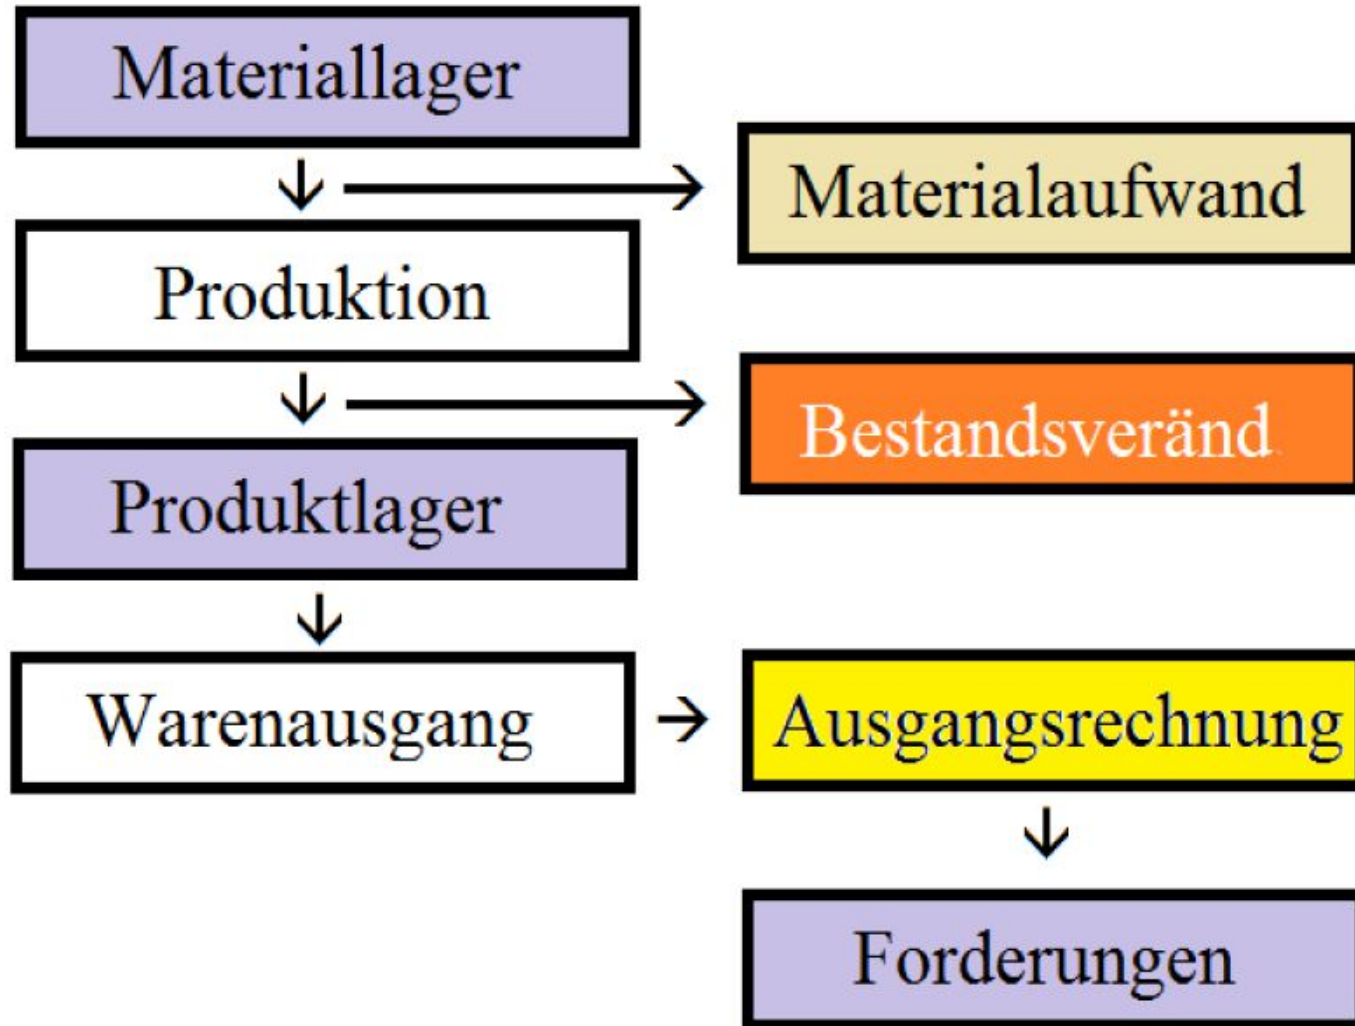 Materiallager
Materialaufwand
Produktion
Bestandsveränd
Produktlager
Warenausgang
Ausgangsrechnung
Forderungen